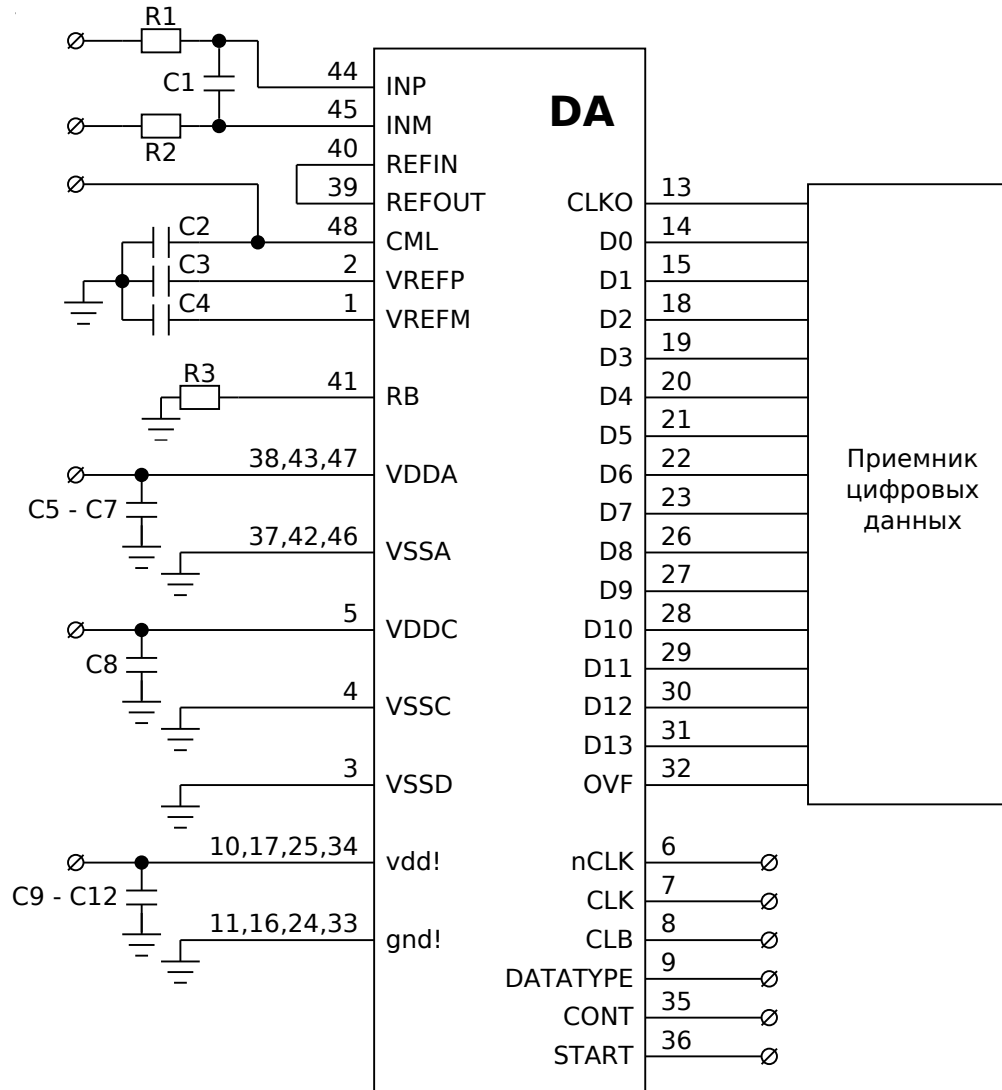 R1
C1
R2
44
INP
45
INM
40
REFIN
39
REFOUT
C2
48
CML
C3
2
VREFP
C4
1
VREFM
R3
41
RB
38,43,47
VDDA
C5 - C7
37,42,46
VSSA
5
VDDC
C8
4
VSSC
3
VSSD
10,17,25,34
vdd!
C9 - C12
11,16,24,33
gnd!
DA
CLKO
13
D0
14
D1
15
D2
18
D3
19
D4
20
D5
21
D6
22
D7
23
D8
26
D9
27
D10
28
D11
29
D12
30
D13
31
OVF
32
nCLK
6
CLK
7
CLB
8
DATATYPE
9
CONT
35
START
36
Приемник
цифровых
данных